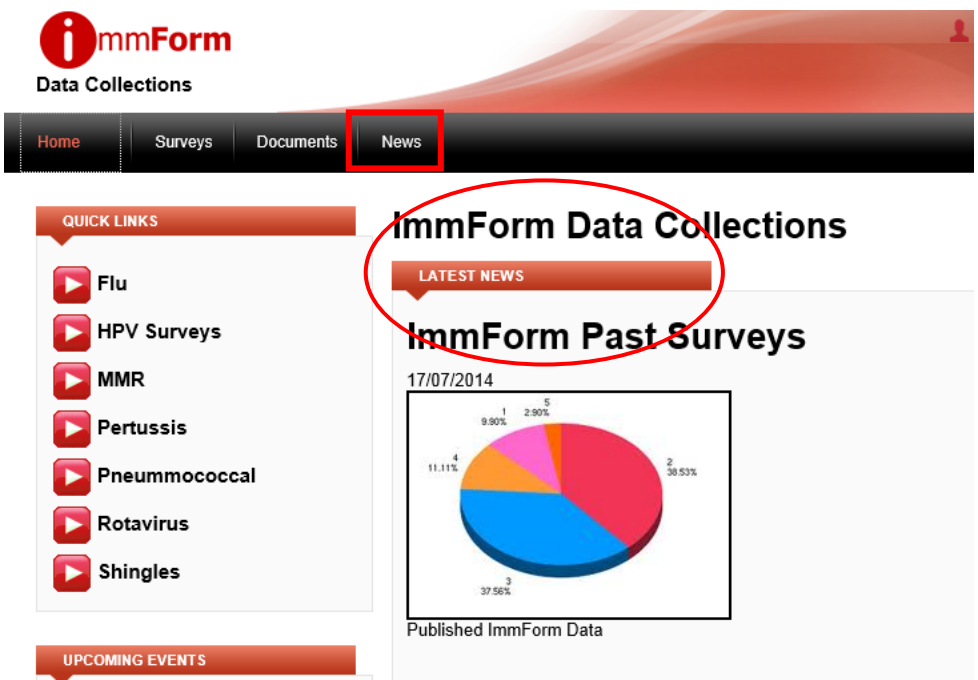 immForm
Data Collections
Home Surveys Documents News
QUICK LINKS
Flu
HPV Surveys
MMR
Pertussis
Pneummococcal
Rotavirus
Shingles
UPCOMING EVENTS
ImmForm Data Collections
LATEST NEWS
ImmForm Past Surveys
17/07/2014
5
2.90%
1
9.90%
4
11.11%
2
38.53%
3
37.56%
Published ImmForm Data